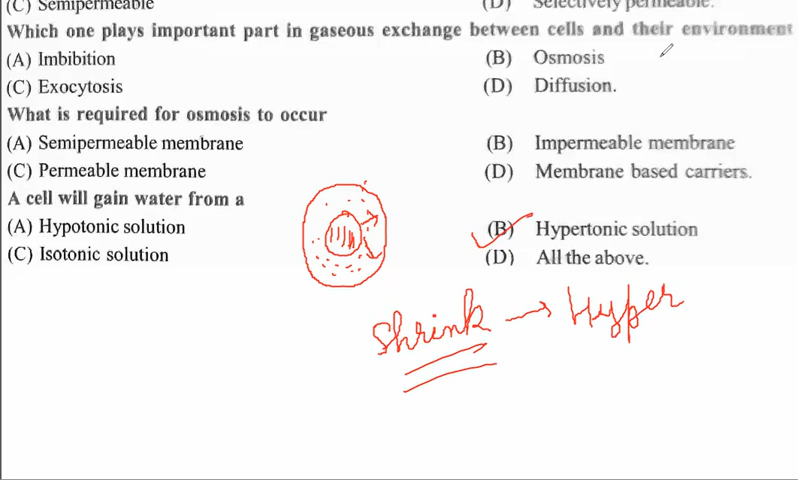 (C) Semipermeable (D) Selectively permeable.
Which one plays important part in gaseous exchange between cells and their environment
(A) Imbibition (B) Osmosis
(C) Exocytosis (D) Diffusion.
What is required for osmosis to occur
(A) Semipermeable membrane (B) Impermeable membrane
(C) Permeable membrane (D) Membrane based carriers.
A cell will gain water from a
(A) Hypotonic solution (B) Hypertonic solution
(C) Isotonic solution (D) All the above.
Shrink → Hyper